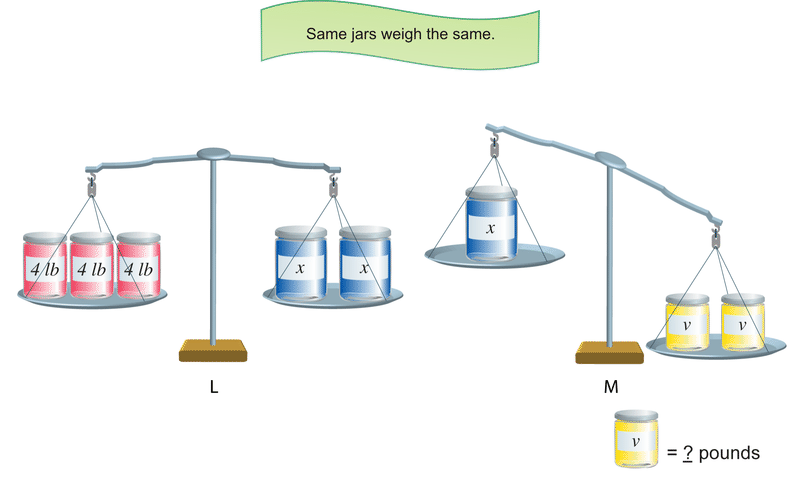 Same jars weigh the same.
4 lb 4 lb 4 lb
x x
x
v v
L
M
v = ? pounds